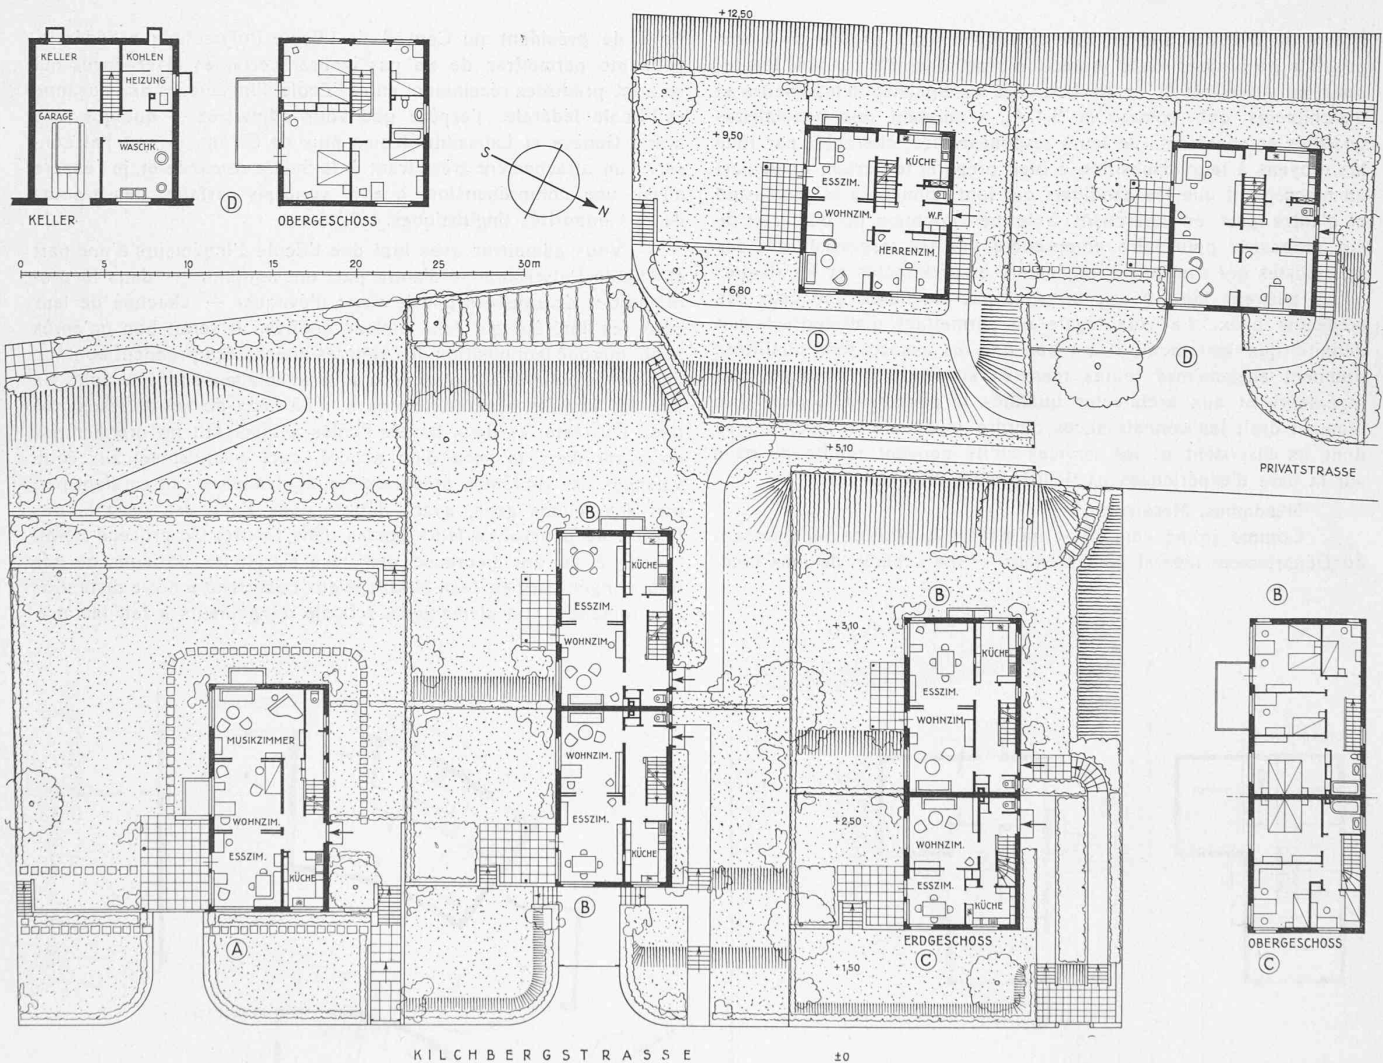 +12,50
KELLER
KOHLEN
HEIZUNG
GARAGE
WASCHK.
KELLER
D
OBERGESCHOSS
S
N
0 5 10 15 20 25 30 m
+9,50
ESSZIM.
KÜCHE
WOHNZIM.
W.F.
HERRENZIM.
+6,80
D
D
+5,10
PRIVATSTRASSE
B
KÜCHE
ESSZIM.
WOHNZIM.
WOHNZIM.
ESSZIM.
KÜCHE
B
MUSIKZIMMER
WOHNZIM.
ESSZIM.
KÜCHE
A
B
+3,10
KÜCHE
ESSZIM.
WOHNZIM.
+2,50
WOHNZIM.
ESSZIM.
KÜCHE
ERDGESCHOSS
C
+1,50
B
OBERGESCHOSS
C
KILCHBERGSTRASSE
±0